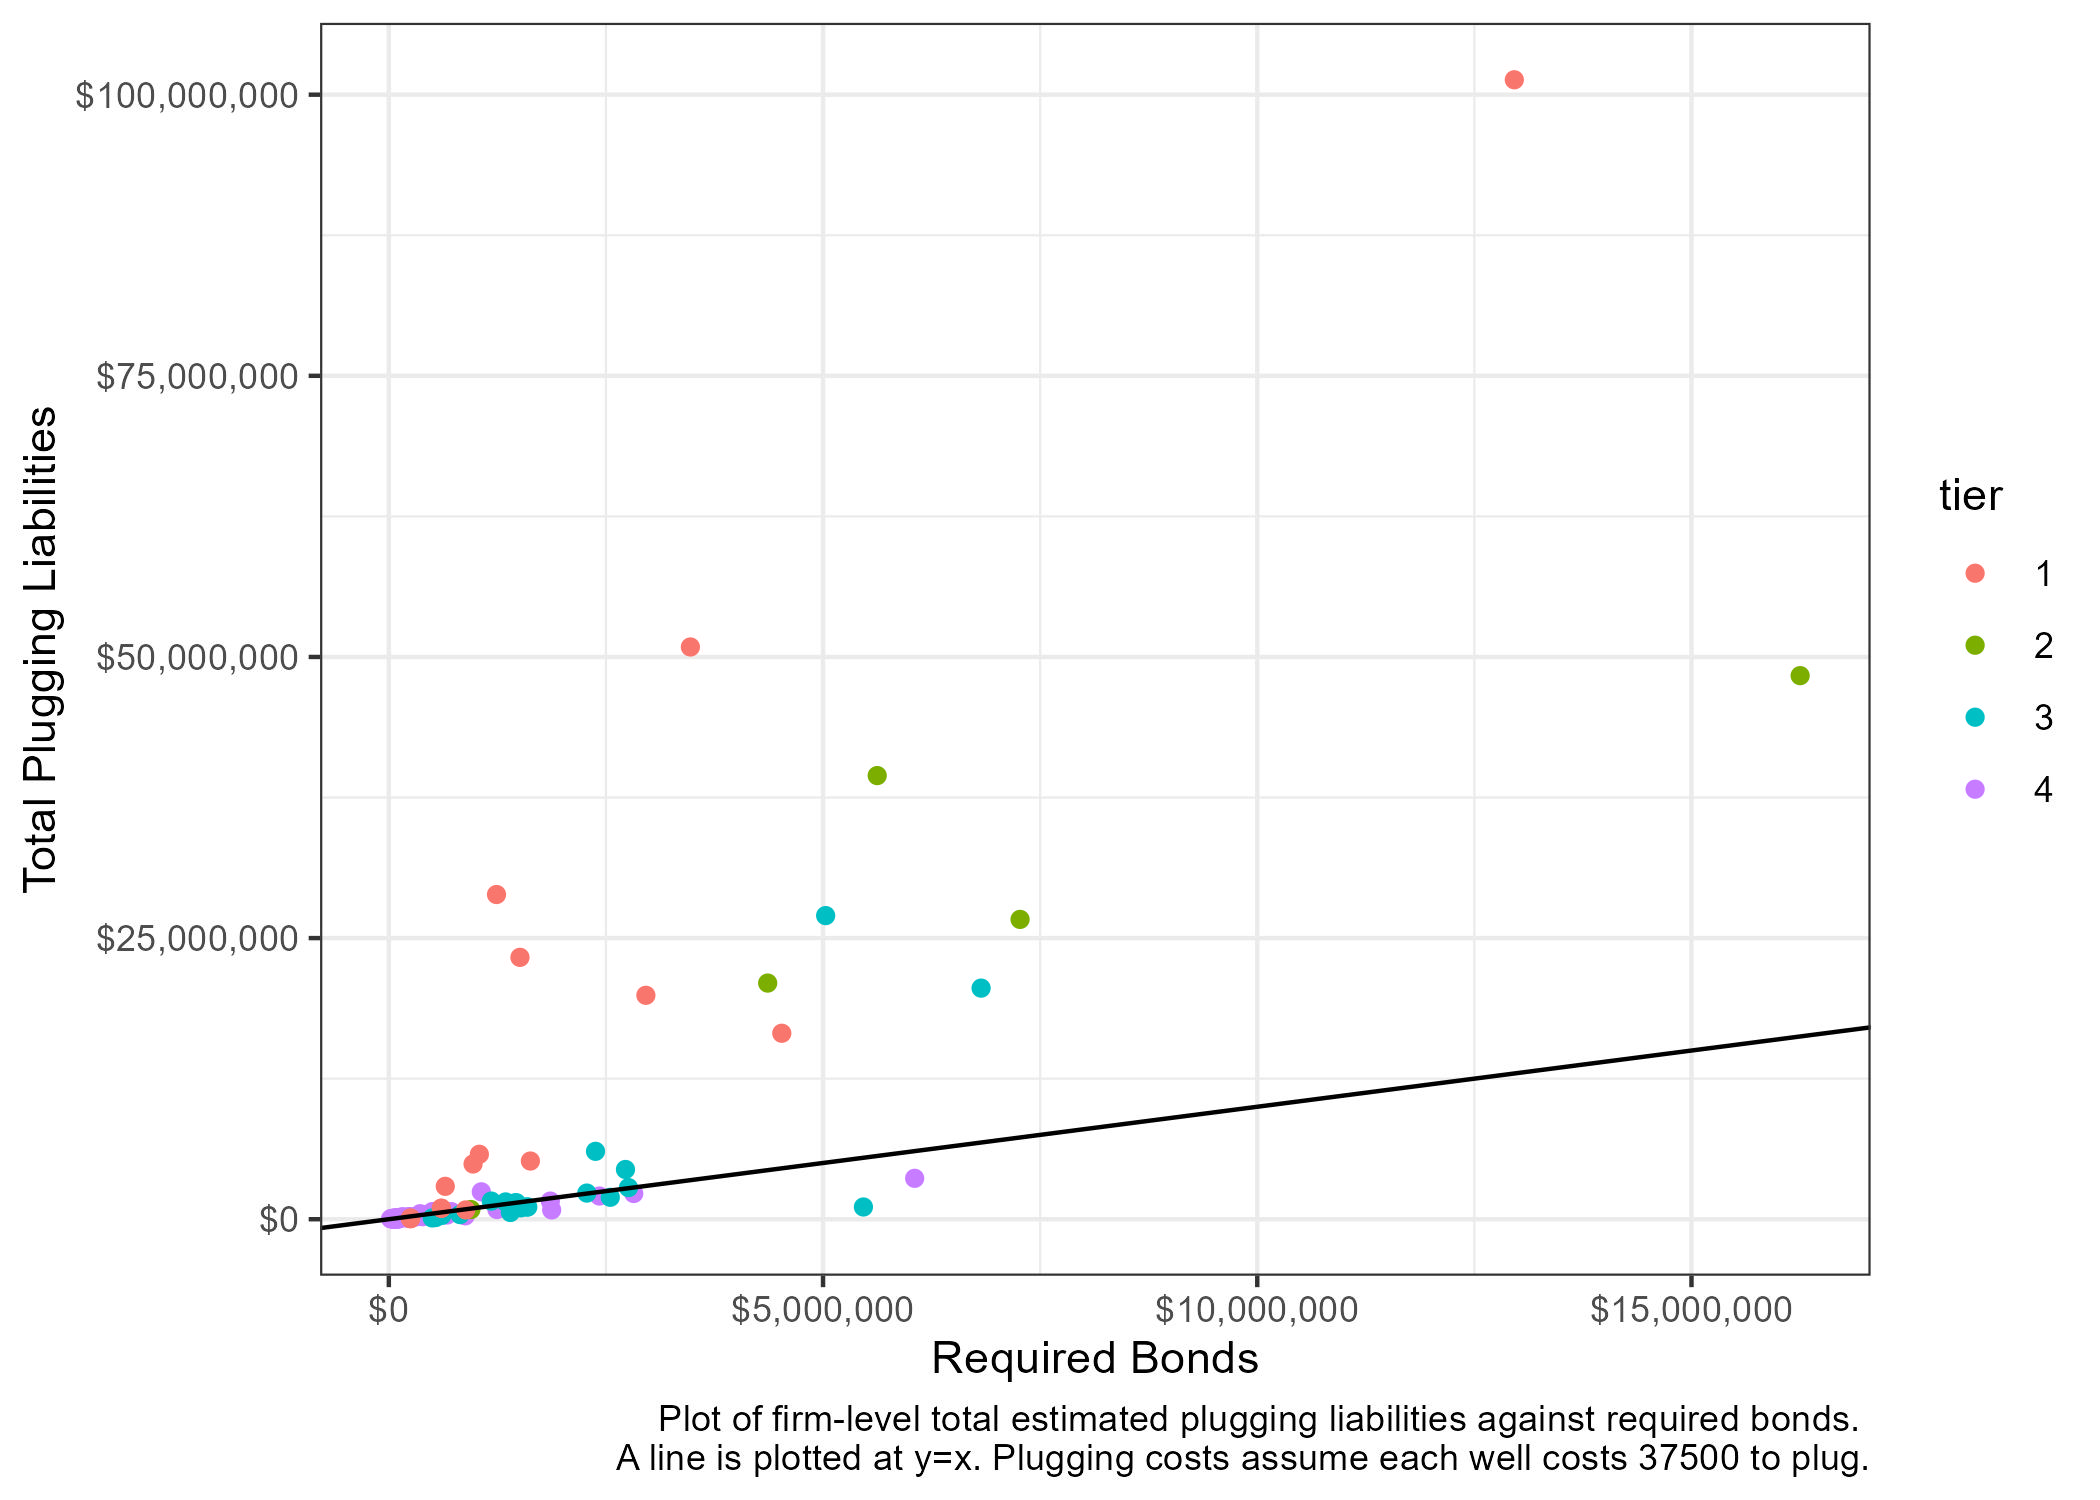 $100,000,000
$75,000,000
$50,000,000
$25,000,000
$0
Total Plugging Liabilities
$0
$5,000,000
$10,000,000
$15,000,000
Required Bonds
tier
1
2
3
4
Plot of firm-level total estimated plugging liabilities against required bonds.
A line is plotted at y=x. Plugging costs assume each well costs 37500 to plug.